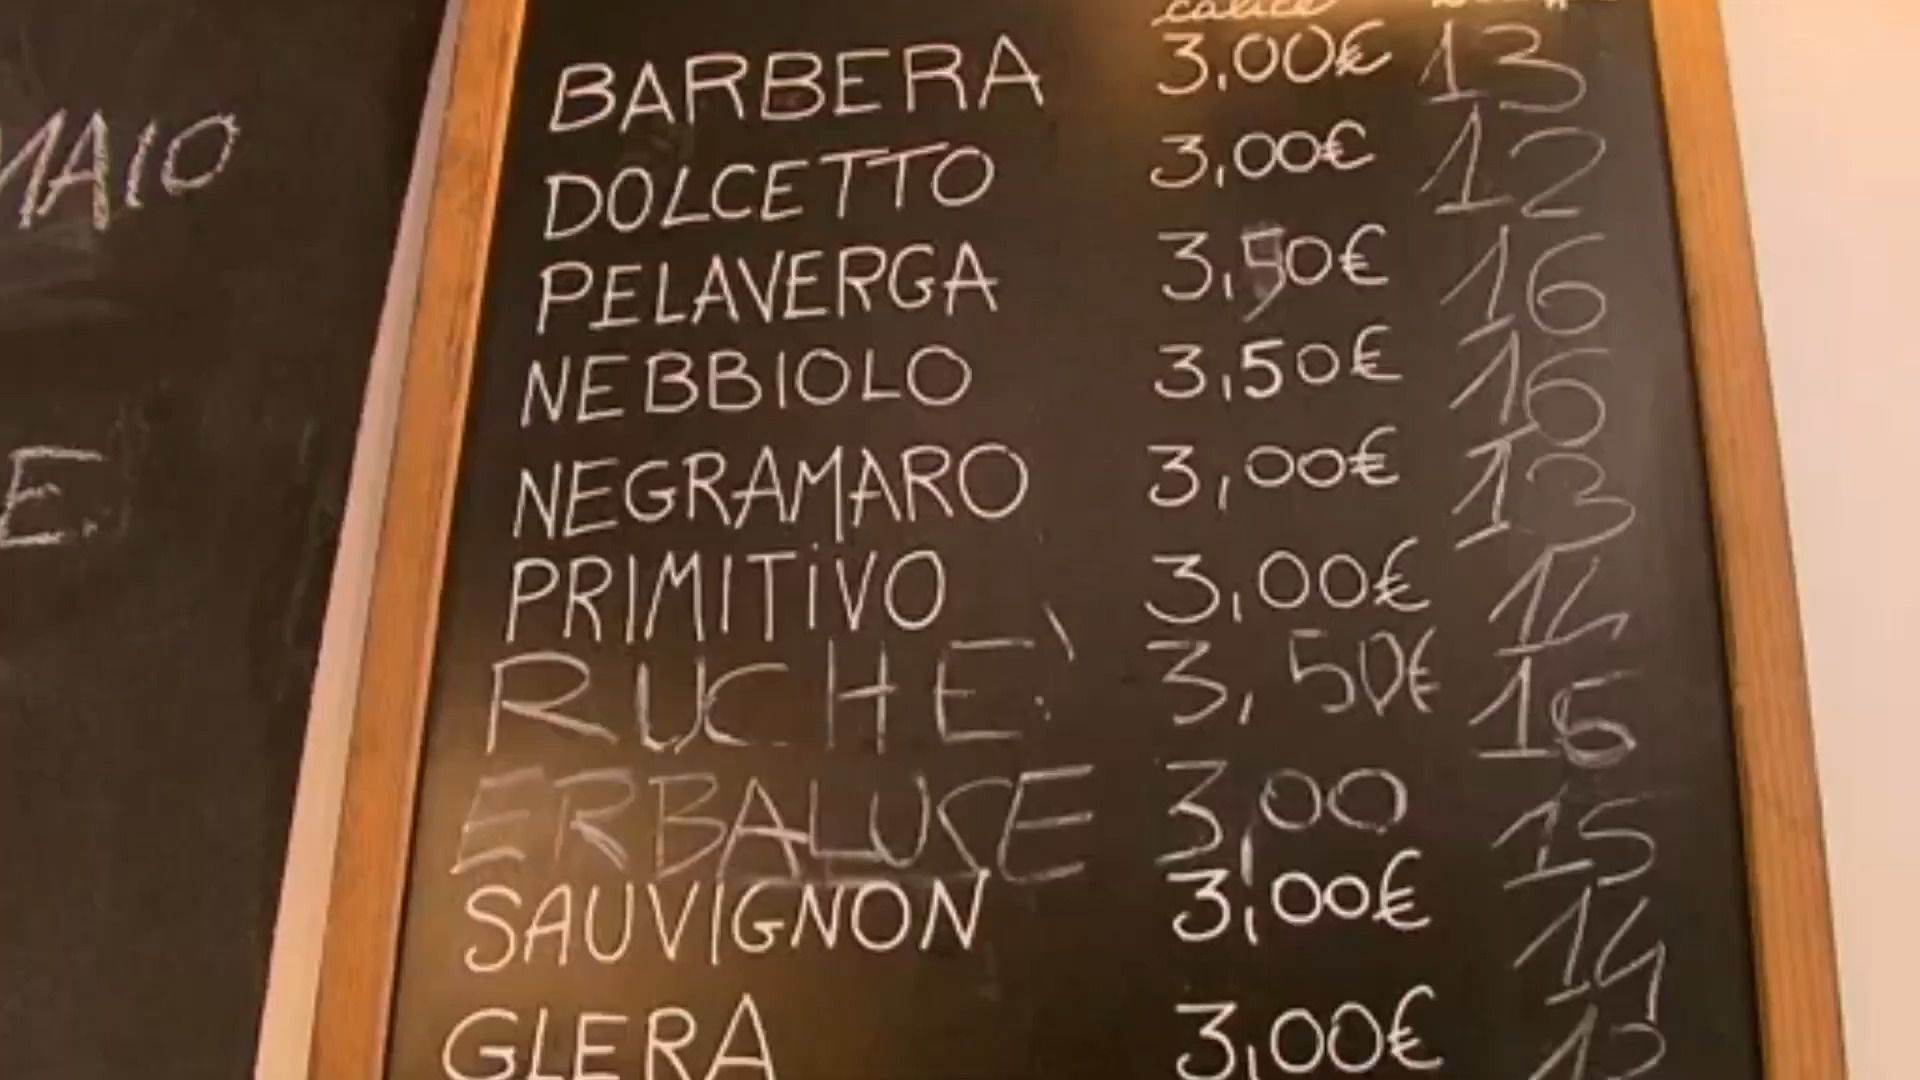 MAIO
E.
calice
BARBERA 3,00€ 13
DOLCETTO 3,00€ 12
PELAVERGA 3,50€ 16
NEBBIOLO 3,50€ 16
NEGRAMARO 3,00€ 13
PRIMITIVO 3,00€ 14
RUCHE` 3,50€ 16
ERBALUCE 3,00 15
SAUVIGNON 3,00€ 14
GLERA 3,00€